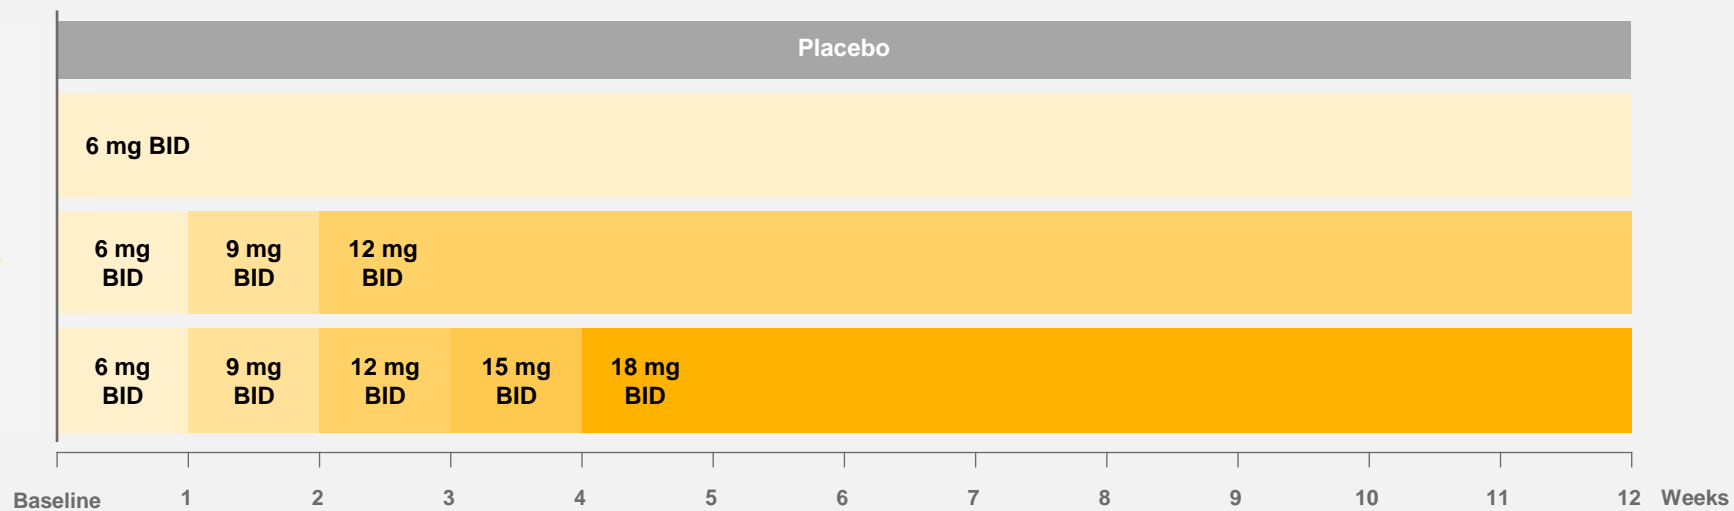 Placebo
6 mg BID
6 mg
BID
9 mg
BID
12 mg
BID
6 mg
BID
9 mg
BID
12 mg
BID
15 mg
BID
18 mg
BID
Baseline 1 2 3 4 5 6 7 8 9 10 11 12 Weeks